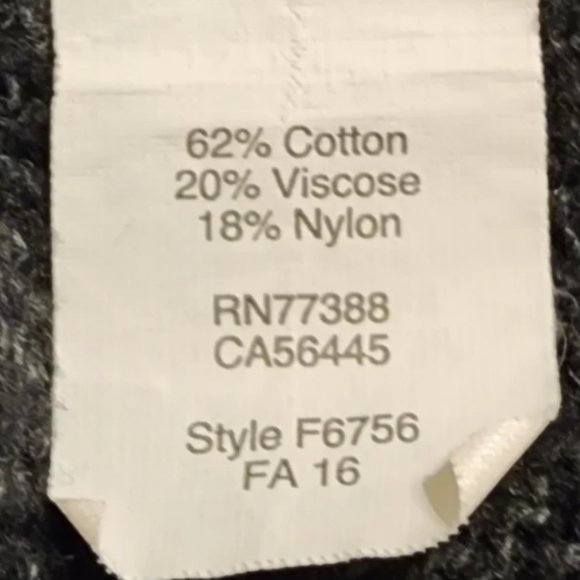 62% Cotton
20% Viscose
18% Nylon
RN77388
CA56445
Style F6756
FA 16